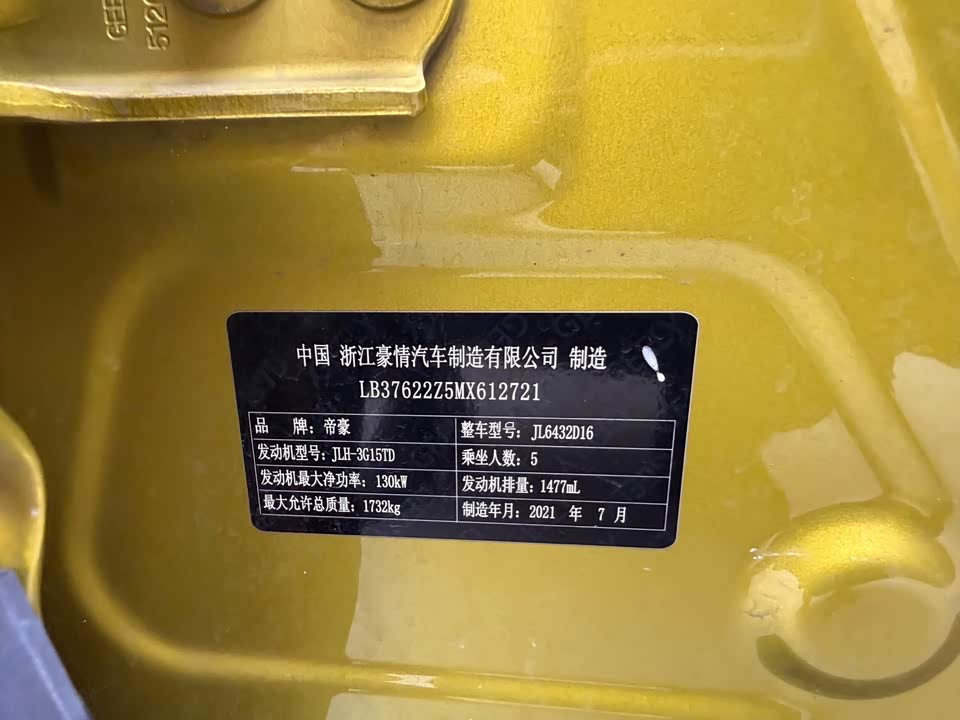 中国 浙江豪情汽车制造有限公司 制造
LB37622Z5MX612721
品 牌：帝豪 整车型号：JL6432D16
发动机型号：JLH-3G15TD 乘坐人数：5
发动机最大净功率：130kW 发动机排量：1477mL
最大允许总质量：1732kg 制造年月：2021 年 7 月